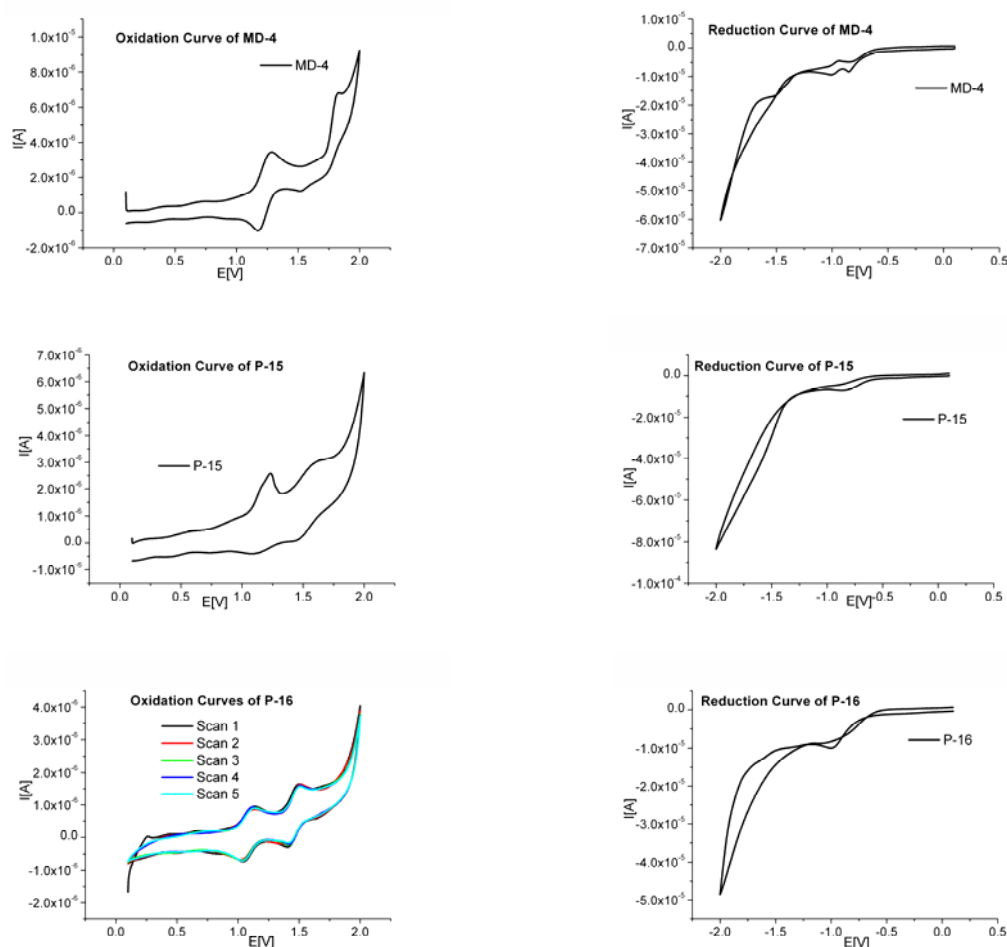 Oxidation Curve of MD-4
MD-4
1.0x10⁻⁵
8.0x10⁻⁶
6.0x10⁻⁶
4.0x10⁻⁶
2.0x10⁻⁶
0.0
-2.0x10⁻⁶
I[A]
0.0 0.5 1.0 1.5 2.0
E[V]
Reduction Curve of MD-4
MD-4
0.0
-1.0x10⁻⁵
-2.0x10⁻⁵
-3.0x10⁻⁵
-4.0x10⁻⁵
-5.0x10⁻⁵
-6.0x10⁻⁵
-7.0x10⁻⁵
I[A]
-2.0 -1.5 -1.0 -0.5 0.0 0.5
E[V]
Oxidation Curve of P-15
P-15
7.0x10⁻⁶
6.0x10⁻⁶
5.0x10⁻⁶
4.0x10⁻⁶
3.0x10⁻⁶
2.0x10⁻⁶
1.0x10⁻⁶
0.0
-1.0x10⁻⁶
I[A]
0.0 0.5 1.0 1.5 2.0
E[V]
Reduction Curve of P-15
P-15
0.0
-2.0x10⁻⁵
-4.0x10⁻⁵
-6.0x10⁻⁵
-8.0x10⁻⁵
-1.0x10⁻⁴
I[A]
-2.0 -1.5 -1.0 -0.5 0.0 0.5
E[V]
Oxidation Curves of P-16
Scan 1
Scan 2
Scan 3
Scan 4
Scan 5
4.0x10⁻⁶
3.0x10⁻⁶
2.0x10⁻⁶
1.0x10⁻⁶
0.0
-1.0x10⁻⁶
-2.0x10⁻⁶
I[A]
0.0 0.5 1.0 1.5 2.0
E[V]
Reduction Curve of P-16
P-16
0.0
-1.0x10⁻⁵
-2.0x10⁻⁵
-3.0x10⁻⁵
-4.0x10⁻⁵
-5.0x10⁻⁵
I[A]
-2.0 -1.5 -1.0 -0.5 0.0 0.5
E[V]